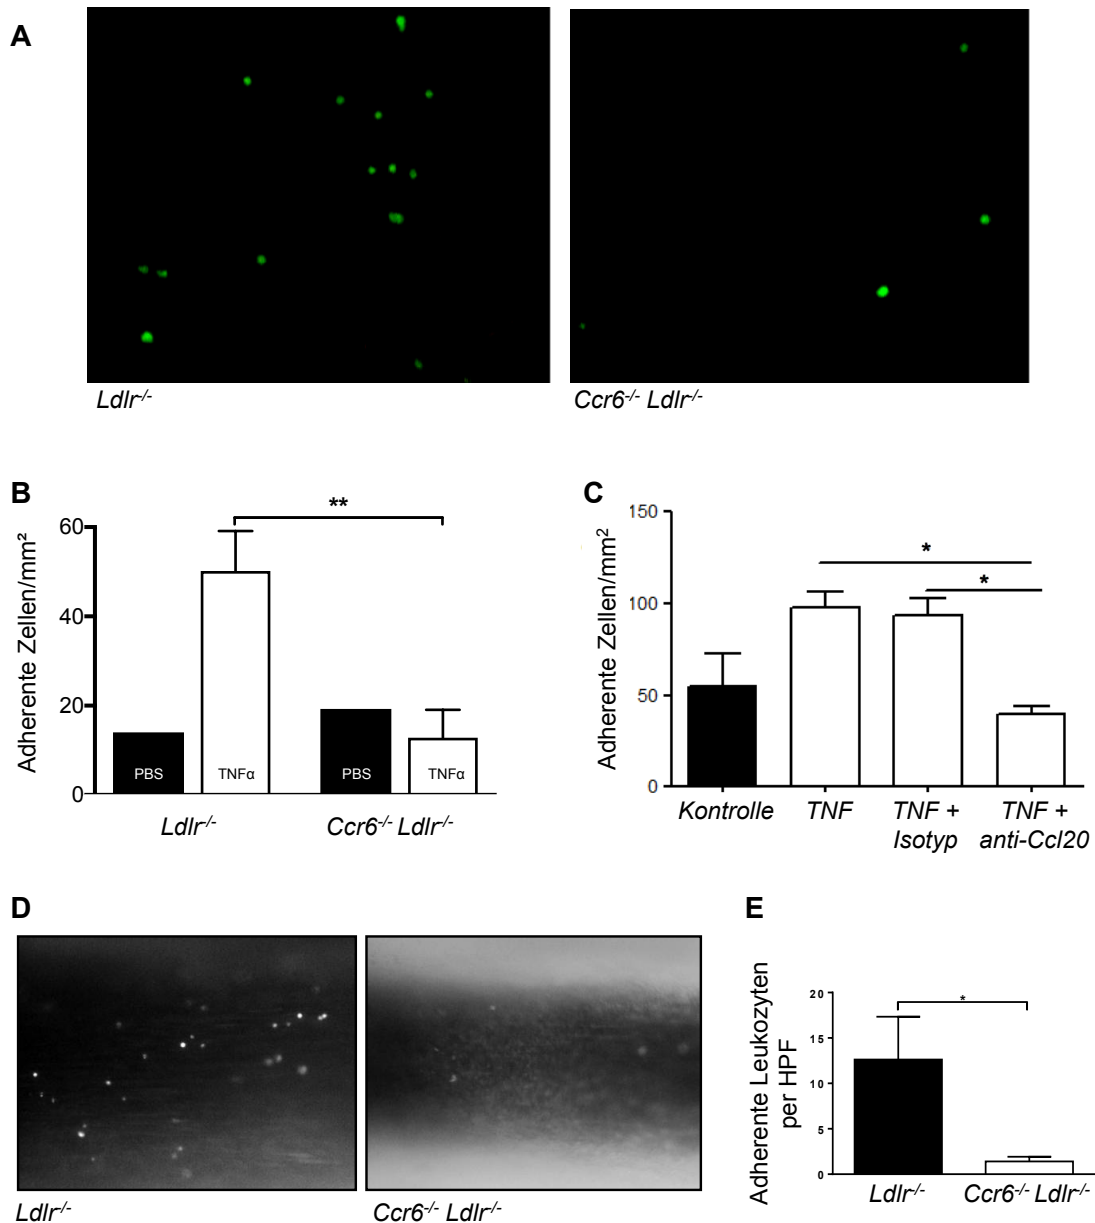 A
Ldlr-/-
Ccr6-/- Ldlr-/-
B
Adherente Zellen/mm²
60
40
20
0
**
PBS
TNFα
PBS
TNFα
Ldlr-/-
Ccr6-/- Ldlr-/-
C
Adherente Zellen/mm²
150
100
50
0
*
*
Kontrolle
TNF
TNF +
Isotyp
TNF +
anti-Ccl20
D
Ldlr-/-
Ccr6-/- Ldlr-/-
E
Adherente Leukozyten
per HPF
20
15
10
5
0
*
Ldlr-/-
Ccr6-/- Ldlr-/-